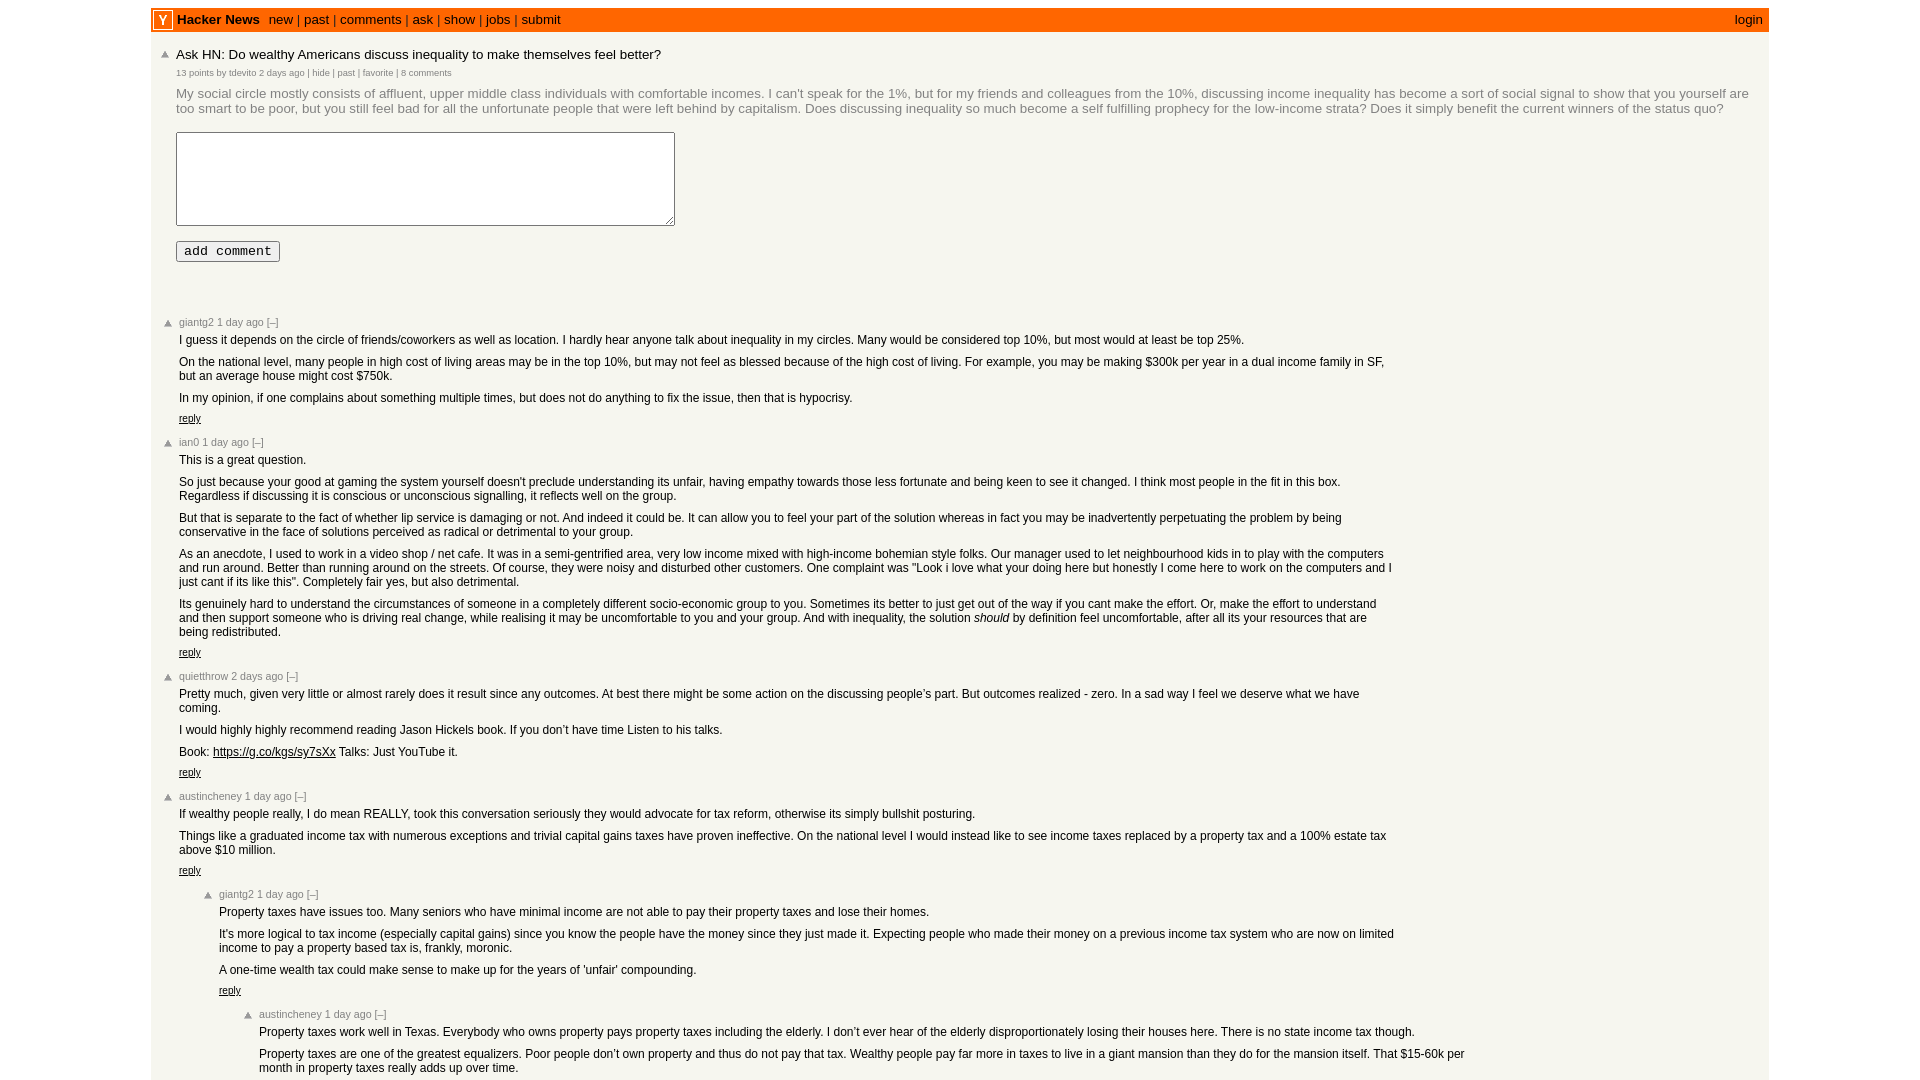 Y Hacker News new | past | comments | ask | show | jobs | submit login
Ask HN: Do wealthy Americans discuss inequality to make themselves feel better?
13 points by tdevito 2 days ago | hide | past | favorite | 8 comments
My social circle mostly consists of affluent, upper middle class individuals with comfortable incomes. I can't speak for the 1%, but for my friends and colleagues from the 10%, discussing income inequality has become a sort of social signal to show that you yourself are
too smart to be poor, but you still feel bad for all the unfortunate people that were left behind by capitalism. Does discussing inequality so much become a self fulfilling prophecy for the low-income strata? Does it simply benefit the current winners of the status quo?
add comment
giantg2 1 day ago [–]
I guess it depends on the circle of friends/coworkers as well as location. I hardly hear anyone talk about inequality in my circles. Many would be considered top 10%, but most would at least be top 25%.
On the national level, many people in high cost of living areas may be in the top 10%, but may not feel as blessed because of the high cost of living. For example, you may be making $300k per year in a dual income family in SF,
but an average house might cost $750k.
In my opinion, if one complains about something multiple times, but does not do anything to fix the issue, then that is hypocrisy.
reply
ian0 1 day ago [–]
This is a great question.
So just because your good at gaming the system yourself doesn't preclude understanding its unfair, having empathy towards those less fortunate and being keen to see it changed. I think most people in the fit in this box.
Regardless if discussing it is conscious or unconscious signalling, it reflects well on the group.
But that is separate to the fact of whether lip service is damaging or not. And indeed it could be. It can allow you to feel your part of the solution whereas in fact you may be inadvertently perpetuating the problem by being
conservative in the face of solutions perceived as radical or detrimental to your group.
As an anecdote, I used to work in a video shop / net cafe. It was in a semi-gentrified area, very low income mixed with high-income bohemian style folks. Our manager used to let neighbourhood kids in to play with the computers
and run around. Better than running around on the streets. Of course, they were noisy and disturbed other customers. One complaint was "Look i love what your doing here but honestly I come here to work on the computers and I
just cant if its like this". Completely fair yes, but also detrimental.
Its genuinely hard to understand the circumstances of someone in a completely different socio-economic group to you. Sometimes its better to just get out of the way if you cant make the effort. Or, make the effort to understand
and then support someone who is driving real change, while realising it may be uncomfortable to you and your group. And with inequality, the solution should by definition feel uncomfortable, after all its your resources that are
being redistributed.
reply
quietthrow 2 days ago [–]
Pretty much, given very little or almost rarely does it result since any outcomes. At best there might be some action on the discussing people’s part. But outcomes realized - zero. In a sad way I feel we deserve what we have
coming.
I would highly highly recommend reading Jason Hickels book. If you don’t have time Listen to his talks.
Book: https://g.co/kgs/sy7sXx Talks: Just YouTube it.
reply
austincheney 1 day ago [–]
If wealthy people really, I do mean REALLY, took this conversation seriously they would advocate for tax reform, otherwise its simply bullshit posturing.
Things like a graduated income tax with numerous exceptions and trivial capital gains taxes have proven ineffective. On the national level I would instead like to see income taxes replaced by a property tax and a 100% estate tax
above $10 million.
reply
giantg2 1 day ago [–]
Property taxes have issues too. Many seniors who have minimal income are not able to pay their property taxes and lose their homes.
It's more logical to tax income (especially capital gains) since you know the people have the money since they just made it. Expecting people who made their money on a previous income tax system who are now on limited
income to pay a property based tax is, frankly, moronic.
A one-time wealth tax could make sense to make up for the years of 'unfair' compounding.
reply
austincheney 1 day ago [–]
Property taxes work well in Texas. Everybody who owns property pays property taxes including the elderly. I don’t ever hear of the elderly disproportionately losing their houses here. There is no state income tax though.
Property taxes are one of the greatest equalizers. Poor people don’t own property and thus do not pay that tax. Wealthy people pay far more in taxes to live in a giant mansion than they do for the mansion itself. That $15-60k per
month in property taxes really adds up over time.